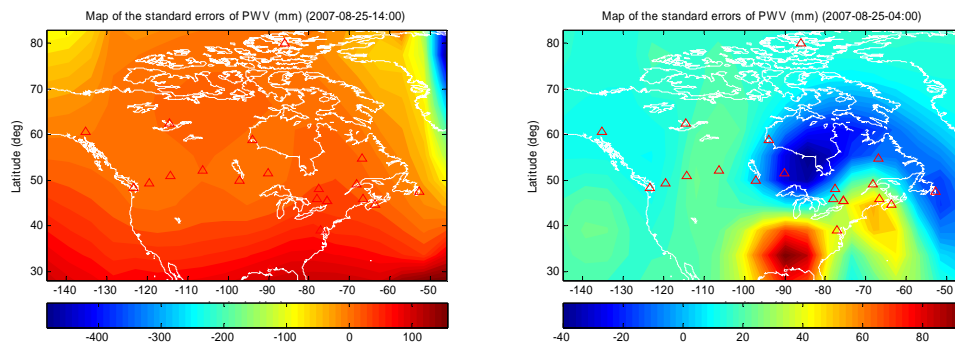 Map of the standard errors of PWV (mm) (2007-08-25-14:00)
80
70
60
50
40
30
Latitude (deg)
-140 -130 -120 -110 -100 -90 -80 -70 -60 -50
-400 -300 -200 -100 0 100
Map of the standard errors of PWV (mm) (2007-08-25-04:00)
80
70
60
50
40
30
Latitude (deg)
-140 -130 -120 -110 -100 -90 -80 -70 -60 -50
-40 -20 0 20 40 60 80